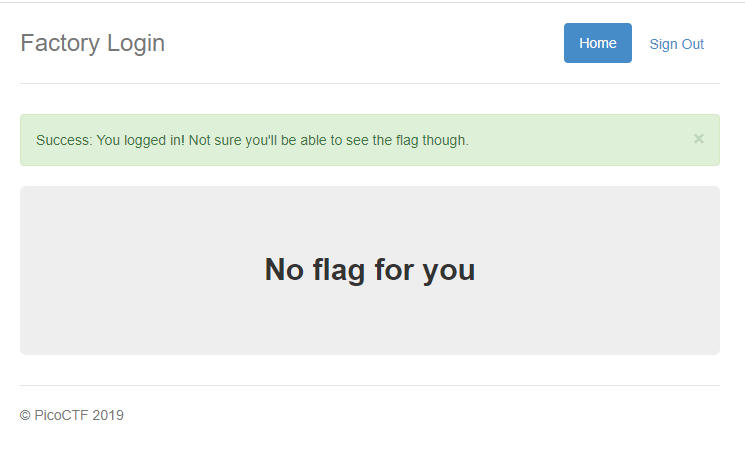 Factory Login
Home
Sign Out
Success: You logged in! Not sure you'll be able to see the flag though.
×
No flag for you
© PicoCTF 2019